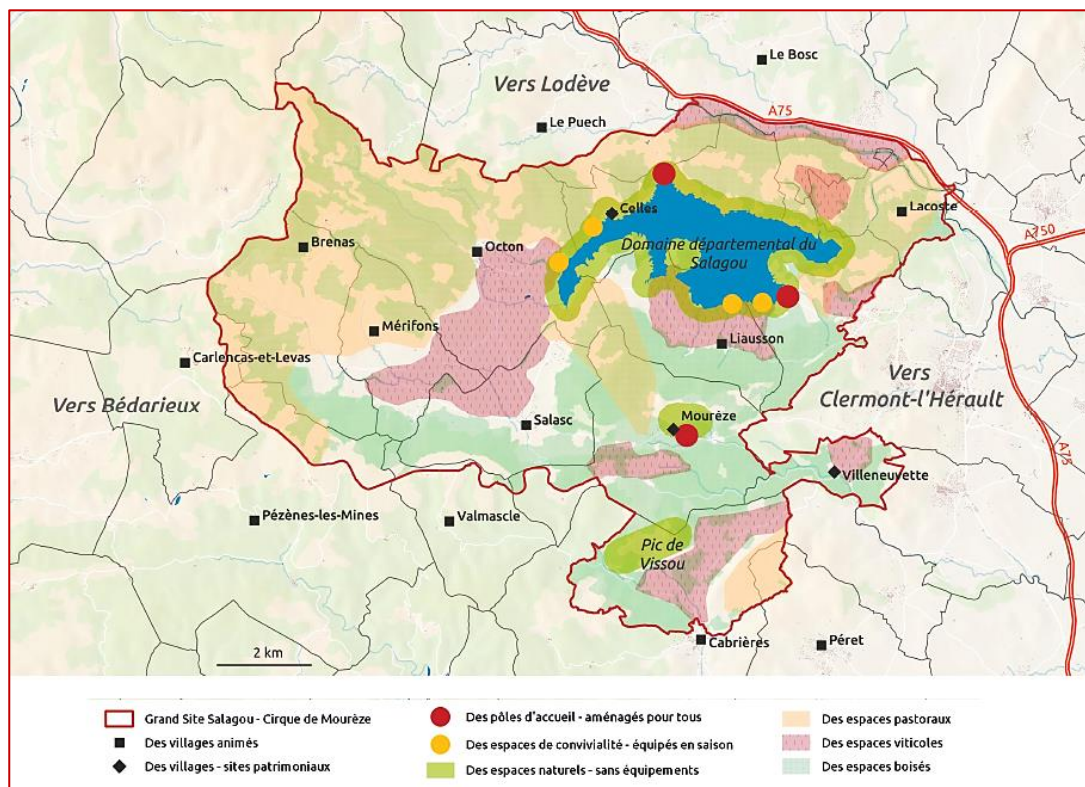 Le Bosc
Vers Lodève
A75
Le Puech
Celles
Lacoste
A750
Brenas
Octon
Domaine départemental du
Salagou
Mérifons
Liausson
Carlencas-et-Levas
Vers
Clermont-l'Hérault
Vers Bédarieux
Mourèze
Salasc
A75
Villeneuvette
Pézènes-les-Mines
Valmascle
Pic de
Vissou
Cabrières
Péret
2 km
Grand Site Salagou - Cirque de Mourèze
Des villages animés
Des villages - sites patrimoniaux
Des pôles d'accueil - aménagés pour tous
Des espaces de convivialité - équipés en saison
Des espaces naturels - sans équipements
Des espaces pastoraux
Des espaces viticoles
Des espaces boisés